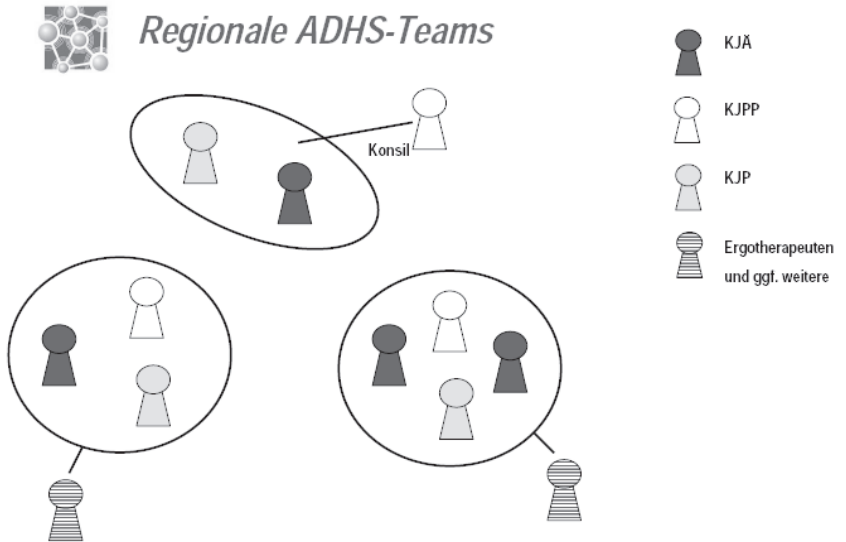 Regionale ADHS-Teams
KJÄ
KJPP
Konsil
KJP
Ergotherapeuten
und ggf. weitere